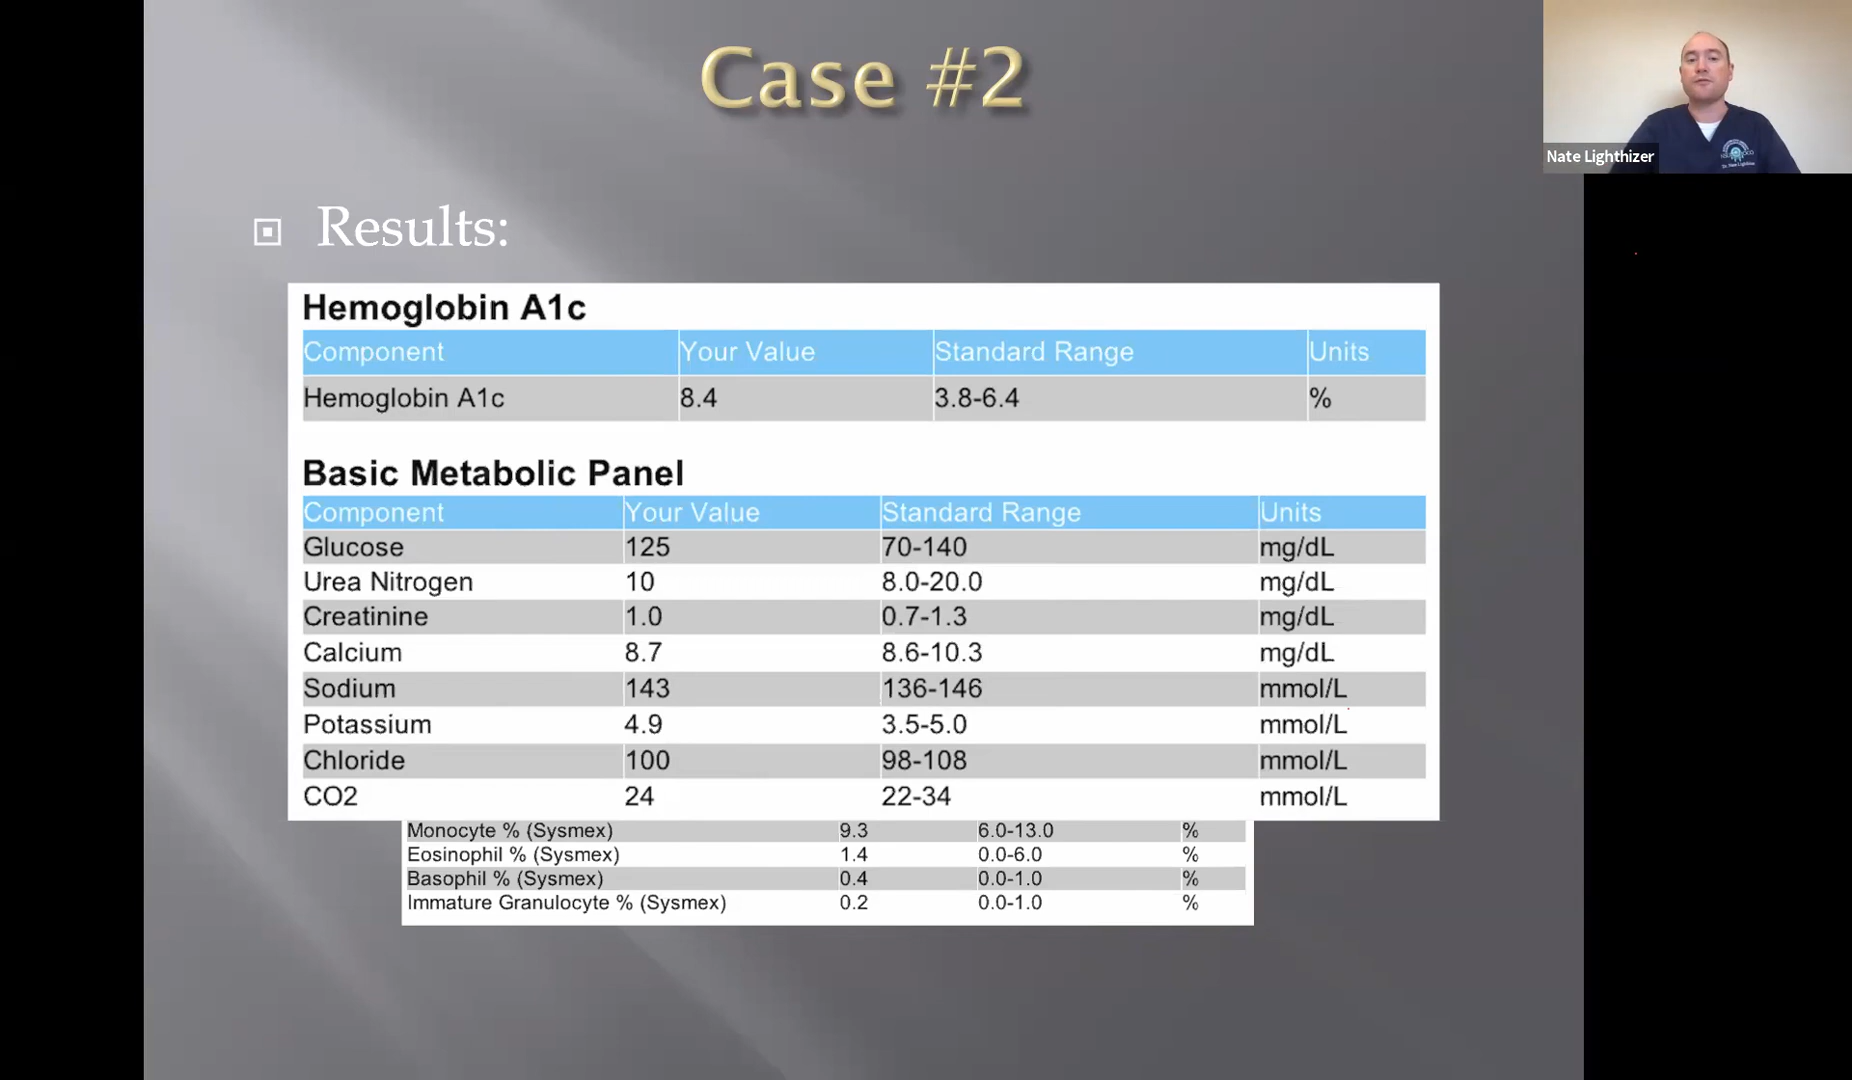 Case #2
Nate Lighthizer
Results:
Hemoglobin A1c
Component Your Value Standard Range Units
Hemoglobin A1c 8.4 3.8-6.4 %
Basic Metabolic Panel
Component Your Value Standard Range Units
Glucose 125 70-140 mg/dL
Urea Nitrogen 10 8.0-20.0 mg/dL
Creatinine 1.0 0.7-1.3 mg/dL
Calcium 8.7 8.6-10.3 mg/dL
Sodium 143 136-146 mmol/L
Potassium 4.9 3.5-5.0 mmol/L
Chloride 100 98-108 mmol/L
CO2 24 22-34 mmol/L
Monocyte % (Sysmex) 9.3 6.0-13.0 %
Eosinophil % (Sysmex) 1.4 0.0-6.0 %
Basophil % (Sysmex) 0.4 0.0-1.0 %
Immature Granulocyte % (Sysmex) 0.2 0.0-1.0 %